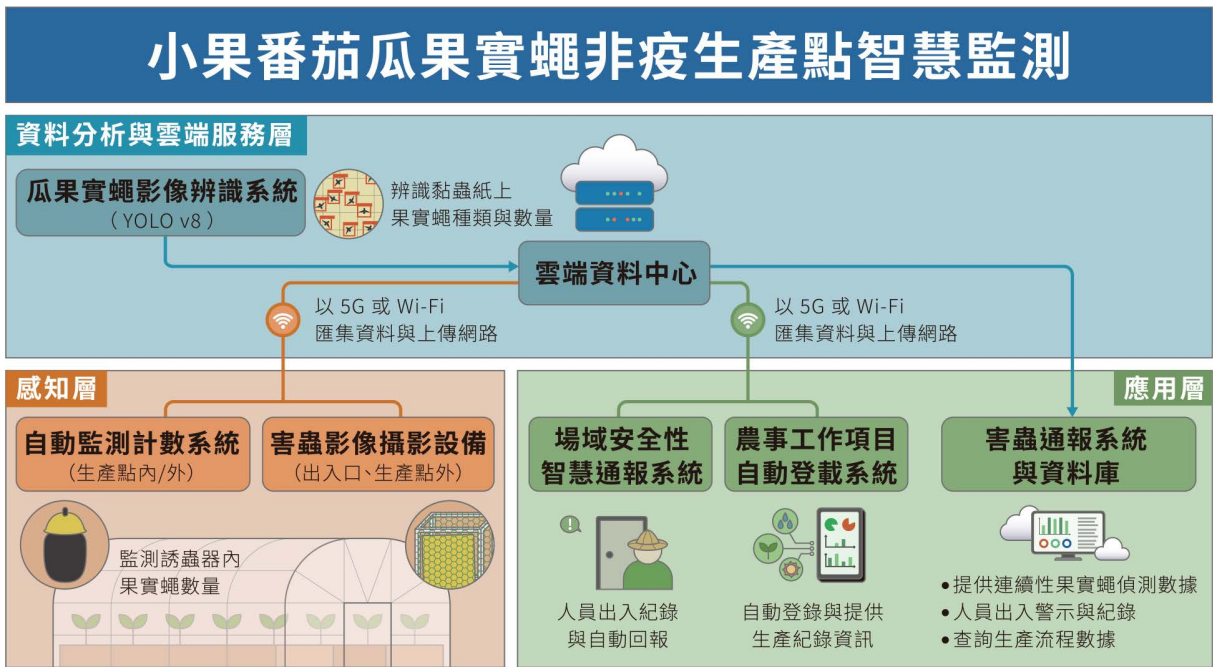 小果番茄瓜果實蠅非疫生產點智慧監測
資料分析與雲端服務層
瓜果實蠅影像辨識系統
（YOLO v8）
辨識黏蟲紙上
果實蠅種類與數量
雲端資料中心
以 5G 或 Wi-Fi
匯集資料與上傳網路
以 5G 或 Wi-Fi
匯集資料與上傳網路
感知層
自動監測計數系統
(生產點內/外)
害蟲影像攝影設備
(出入口、生產點外)
監測誘蟲器內
果實蠅數量
應用層
場域安全性
智慧通報系統
人員出入紀錄
與自動回報
農事工作項目
自動登載系統
自動登錄與提供
生產紀錄資訊
害蟲通報系統
與資料庫
•提供連續性果實蠅偵測數據
•人員出入警示與紀錄
•查詢生產流程數據